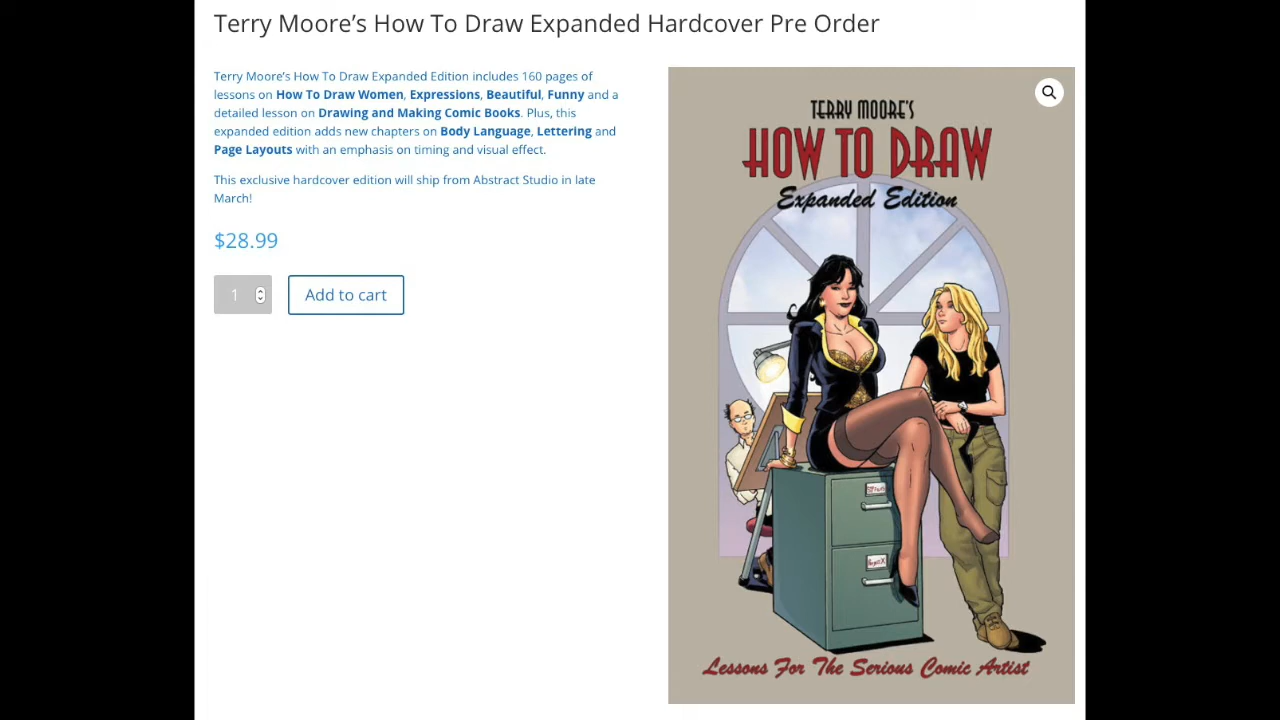 Terry Moore’s How To Draw Expanded Hardcover Pre Order
Terry Moore’s How To Draw Expanded Edition includes 160 pages of
lessons on How To Draw Women, Expressions, Beautiful, Funny and a
detailed lesson on Drawing and Making Comic Books. Plus, this
expanded edition adds new chapters on Body Language, Lettering and
Page Layouts with an emphasis on timing and visual effect.
This exclusive hardcover edition will ship from Abstract Studio in late
March!
$28.99
1
Add to cart
TERRY MOORE'S
HOW TO DRAW
Expanded Edition
Lessons For The Serious Comic Artist